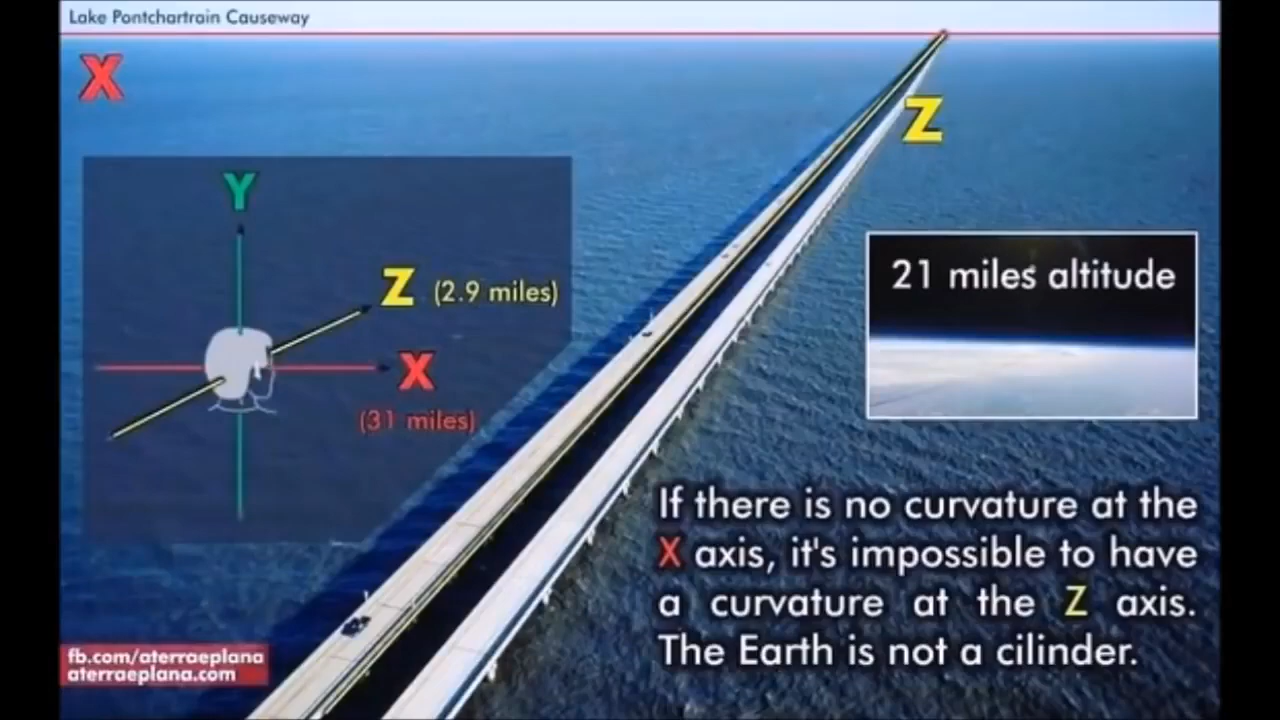 Lake Pontchartrain Causeway
X
Z
Y
21 miles altitude
Z (2.9 miles)
X
(31 miles)
If there is no curvature at the
X axis, it's impossible to have
a curvature at the Z axis.
The Earth is not a cilinder.
fb.com/aterraeplana
aterraeplana.com